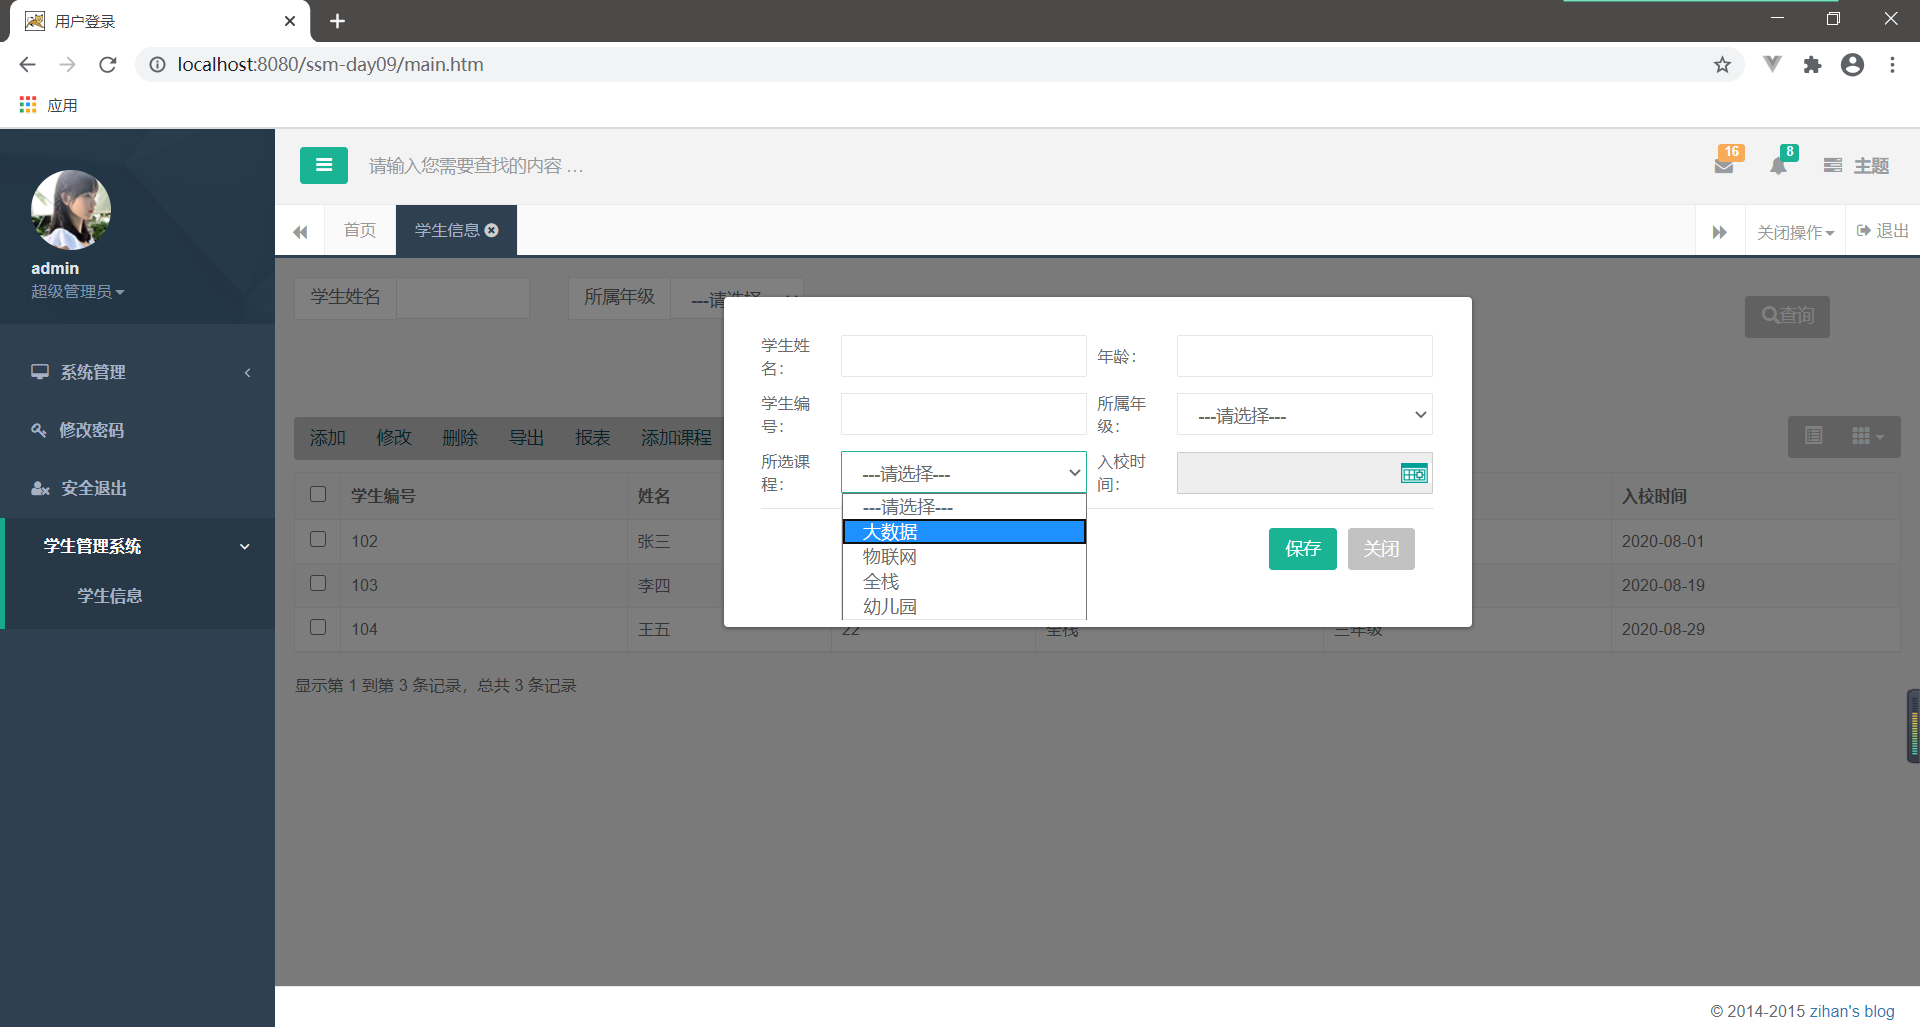 用户登录
localhost:8080/ssm-day09/main.htm
应用
admin
超级管理员
系统管理
修改密码
安全退出
学生管理系统
学生信息
请输入您需要查找的内容 …
16
8
主题
首页
学生信息
关闭操作
退出
学生姓名
所属年级
---请选择
查询
添加 修改 删除 导出 报表 添加课程
学生编号 姓名 入校时间
102 张三 2020-08-01
103 李四 2020-08-19
104 王五 22 全栈 三年级 2020-08-29
显示第 1 到第 3 条记录，总共 3 条记录
学生姓
名：
年龄：
学生编
号：
所属年
级：
---请选择---
所选课
程：
---请选择---
入校时
间：
---请选择---
大数据
物联网
全栈
幼儿园
保存
关闭
© 2014-2015 zihan's blog